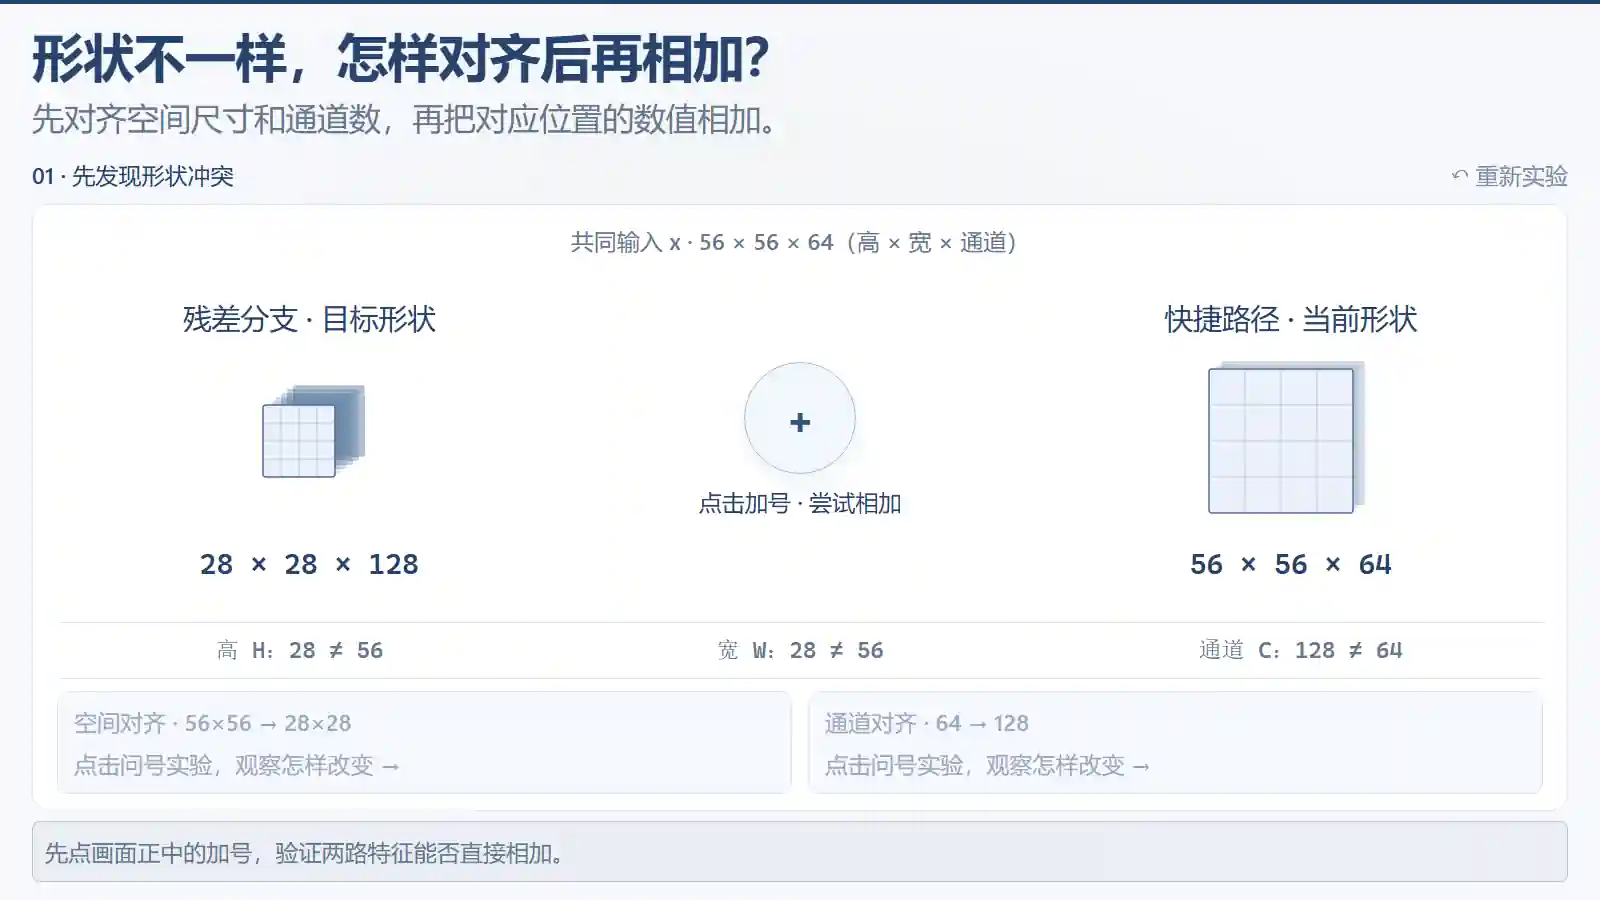 形状不一样，怎样对齐后再相加？
先对齐空间尺寸和通道数，再把对应位置的数值相加。
01 · 先发现形状冲突
↶ 重新实验
共同输入 x · 56 × 56 × 64（高 × 宽 × 通道）
残差分支 · 目标形状
快捷路径 · 当前形状
+
点击加号 · 尝试相加
28 × 28 × 128
56 × 56 × 64
高 H：28 ≠ 56
宽 W：28 ≠ 56
通道 C：128 ≠ 64
空间对齐 · 56×56 → 28×28
点击问号实验，观察怎样改变 →
通道对齐 · 64 → 128
点击问号实验，观察怎样改变 →
先点画面正中的加号，验证两路特征能否直接相加。